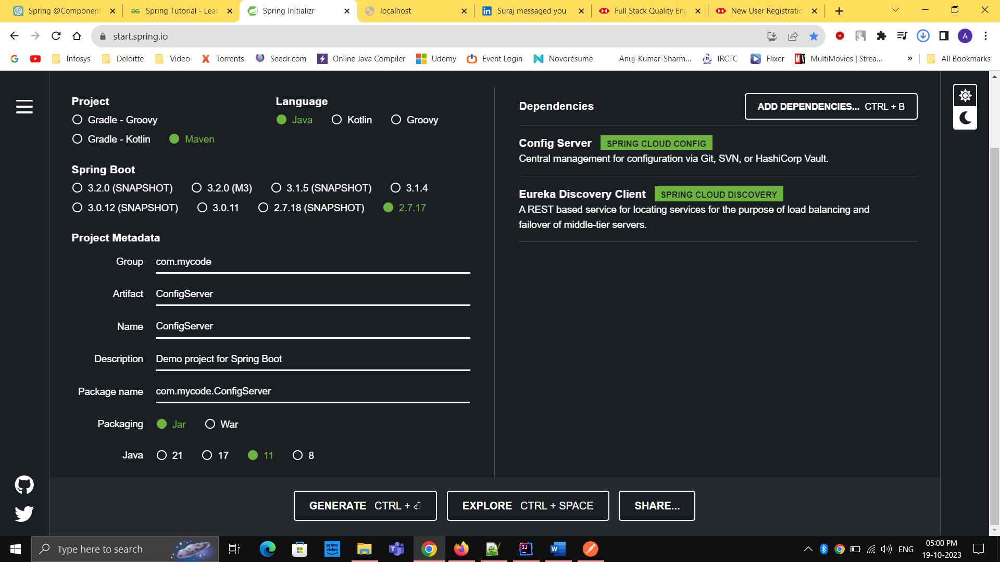 Spring @Component
Spring Tutorial - Lear
Spring Initializr
localhost
Suraj messaged you
Full Stack Quality Eng
New User Registratio
start.spring.io
A
Infosys
Deloitte
Video
Torrents
Seedr.com
Online Java Compiler
Udemy
Event Login
Novorésumé
Anuj-Kumar-Sharm...
IRCTC
Flixer
MultiMovies | Strea...
»
All Bookmarks
Project
Gradle - Groovy
Gradle - Kotlin
Maven
Language
Java
Kotlin
Groovy
Spring Boot
3.2.0 (SNAPSHOT)
3.2.0 (M3)
3.1.5 (SNAPSHOT)
3.1.4
3.0.12 (SNAPSHOT)
3.0.11
2.7.18 (SNAPSHOT)
2.7.17
Project Metadata
Group com.mycode
Artifact ConfigServer
Name ConfigServer
Description Demo project for Spring Boot
Package name com.mycode.ConfigServer
Packaging Jar War
Java 21 17 11 8
Dependencies
ADD DEPENDENCIES... CTRL + B
Config Server SPRING CLOUD CONFIG
Central management for configuration via Git, SVN, or HashiCorp Vault.
Eureka Discovery Client SPRING CLOUD DISCOVERY
A REST based service for locating services for the purpose of load balancing and
failover of middle-tier servers.
GENERATE CTRL + ⏎
EXPLORE CTRL + SPACE
SHARE...
Type here to search
prime video
IJ
W
ENG
05:00 PM
19-10-2023